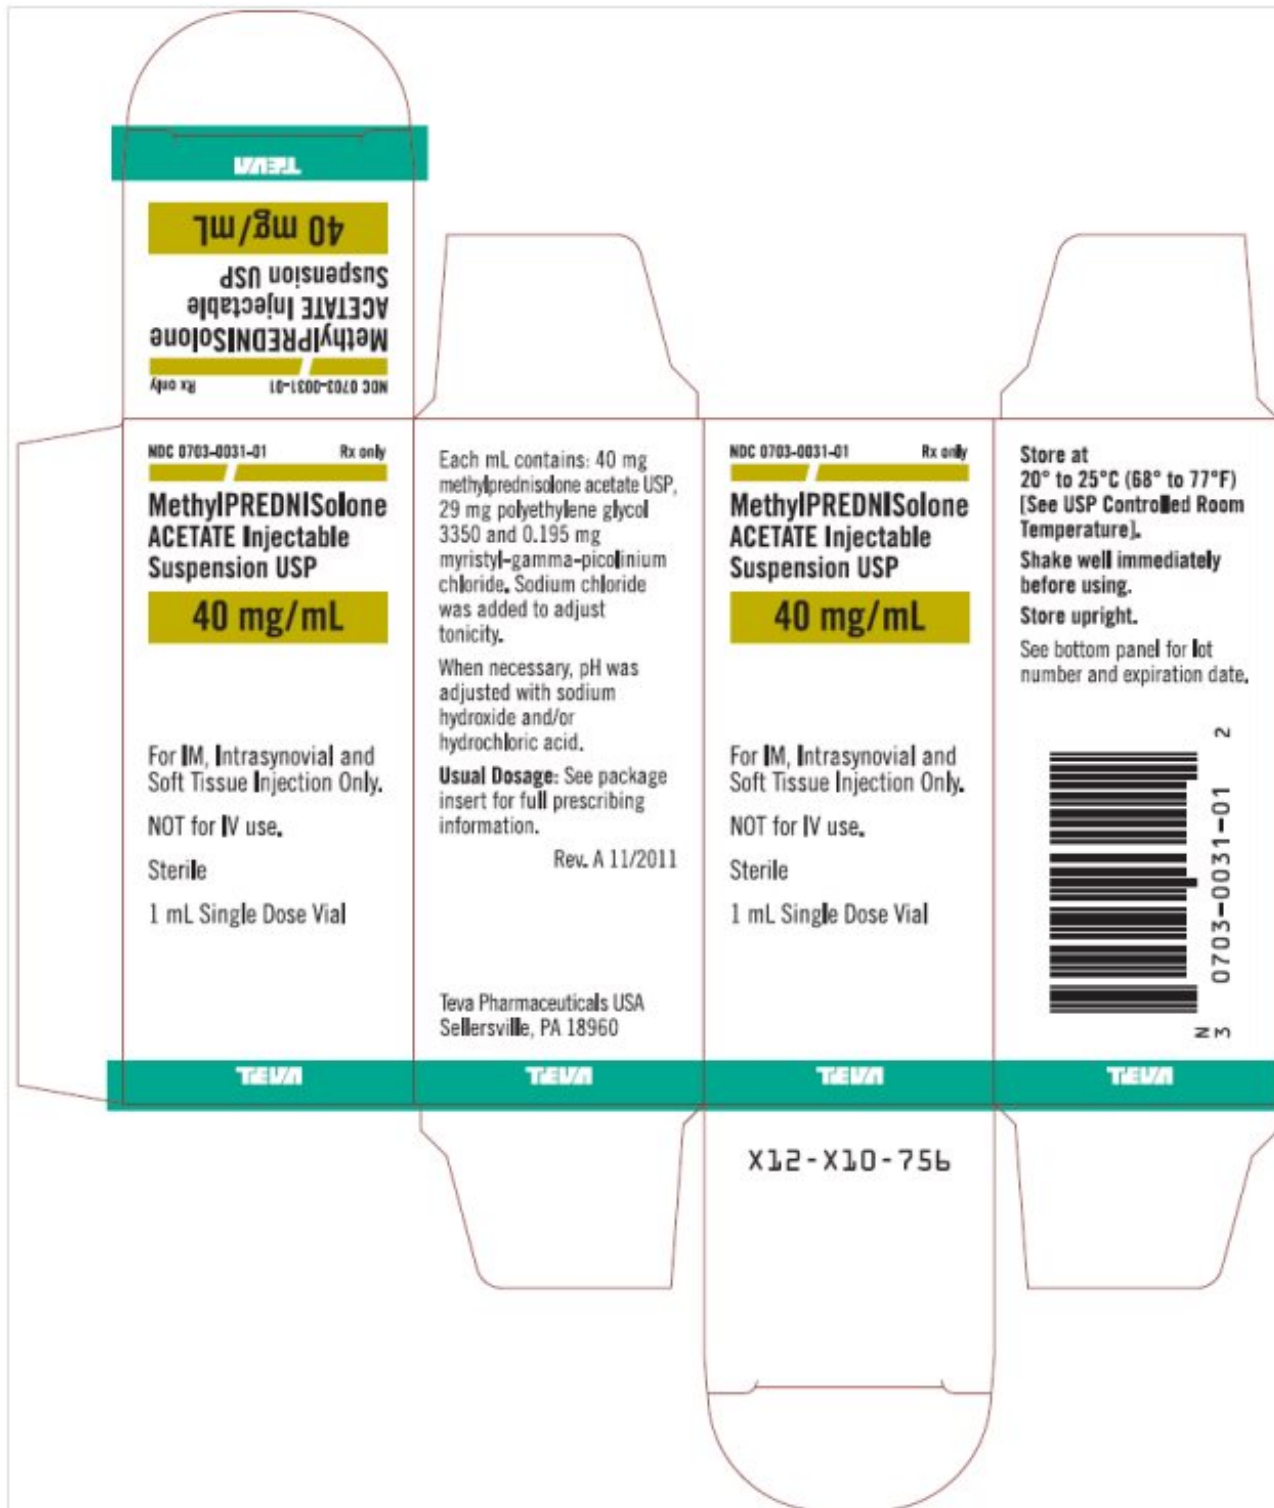 TEVA
40 mg/mL
Suspension USP
ACETATE Injectable
MethylPREDNISolone
NDC 0703-0031-01 Rx only
NDC 0703-0031-01 Rx only
MethylPREDNISolone
ACETATE Injectable
Suspension USP
40 mg/mL
For IM, Intrasynovial and
Soft Tissue Injection Only.
NOT for IV use.
Sterile
1 mL Single Dose Vial
TEVA
Each mL contains: 40 mg
methylprednisolone acetate USP,
29 mg polyethylene glycol
3350 and 0.195 mg
myristyl-gamma-picolinium
chloride. Sodium chloride
was added to adjust
tonicity.
When necessary, pH was
adjusted with sodium
hydroxide and/or
hydrochloric acid.
Usual Dosage: See package
insert for full prescribing
information.
Rev. A 11/2011
Teva Pharmaceuticals USA
Sellersville, PA 18960
TEVA
NDC 0703-0031-01 Rx only
MethylPREDNISolone
ACETATE Injectable
Suspension USP
40 mg/mL
For IM, Intrasynovial and
Soft Tissue Injection Only.
NOT for IV use.
Sterile
1 mL Single Dose Vial
TEVA
X12-X10-756
Store at
20° to 25°C (68° to 77°F)
[See USP Controlled Room
Temperature].
Shake well immediately
before using.
Store upright.
See bottom panel for lot
number and expiration date.
N
3 0703-0031-01 2
TEVA